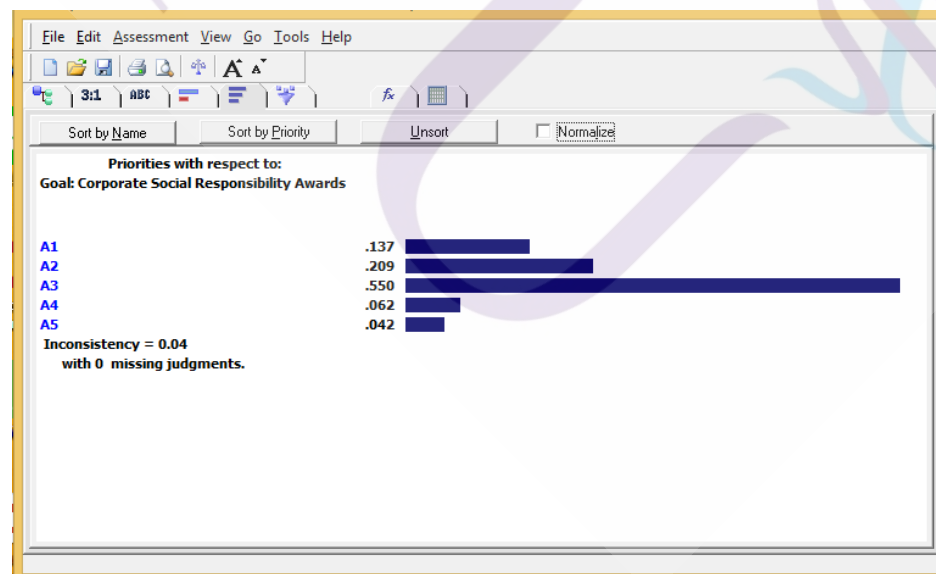 File Edit Assessment View Go Tools Help
A A
3:1 ABC fx
Sort by Name Sort by Priority Unsort Normalize
Priorities with respect to:
Goal: Corporate Social Responsibility Awards
A1 .137
A2 .209
A3 .550
A4 .062
A5 .042
Inconsistency = 0.04
with 0 missing judgments.